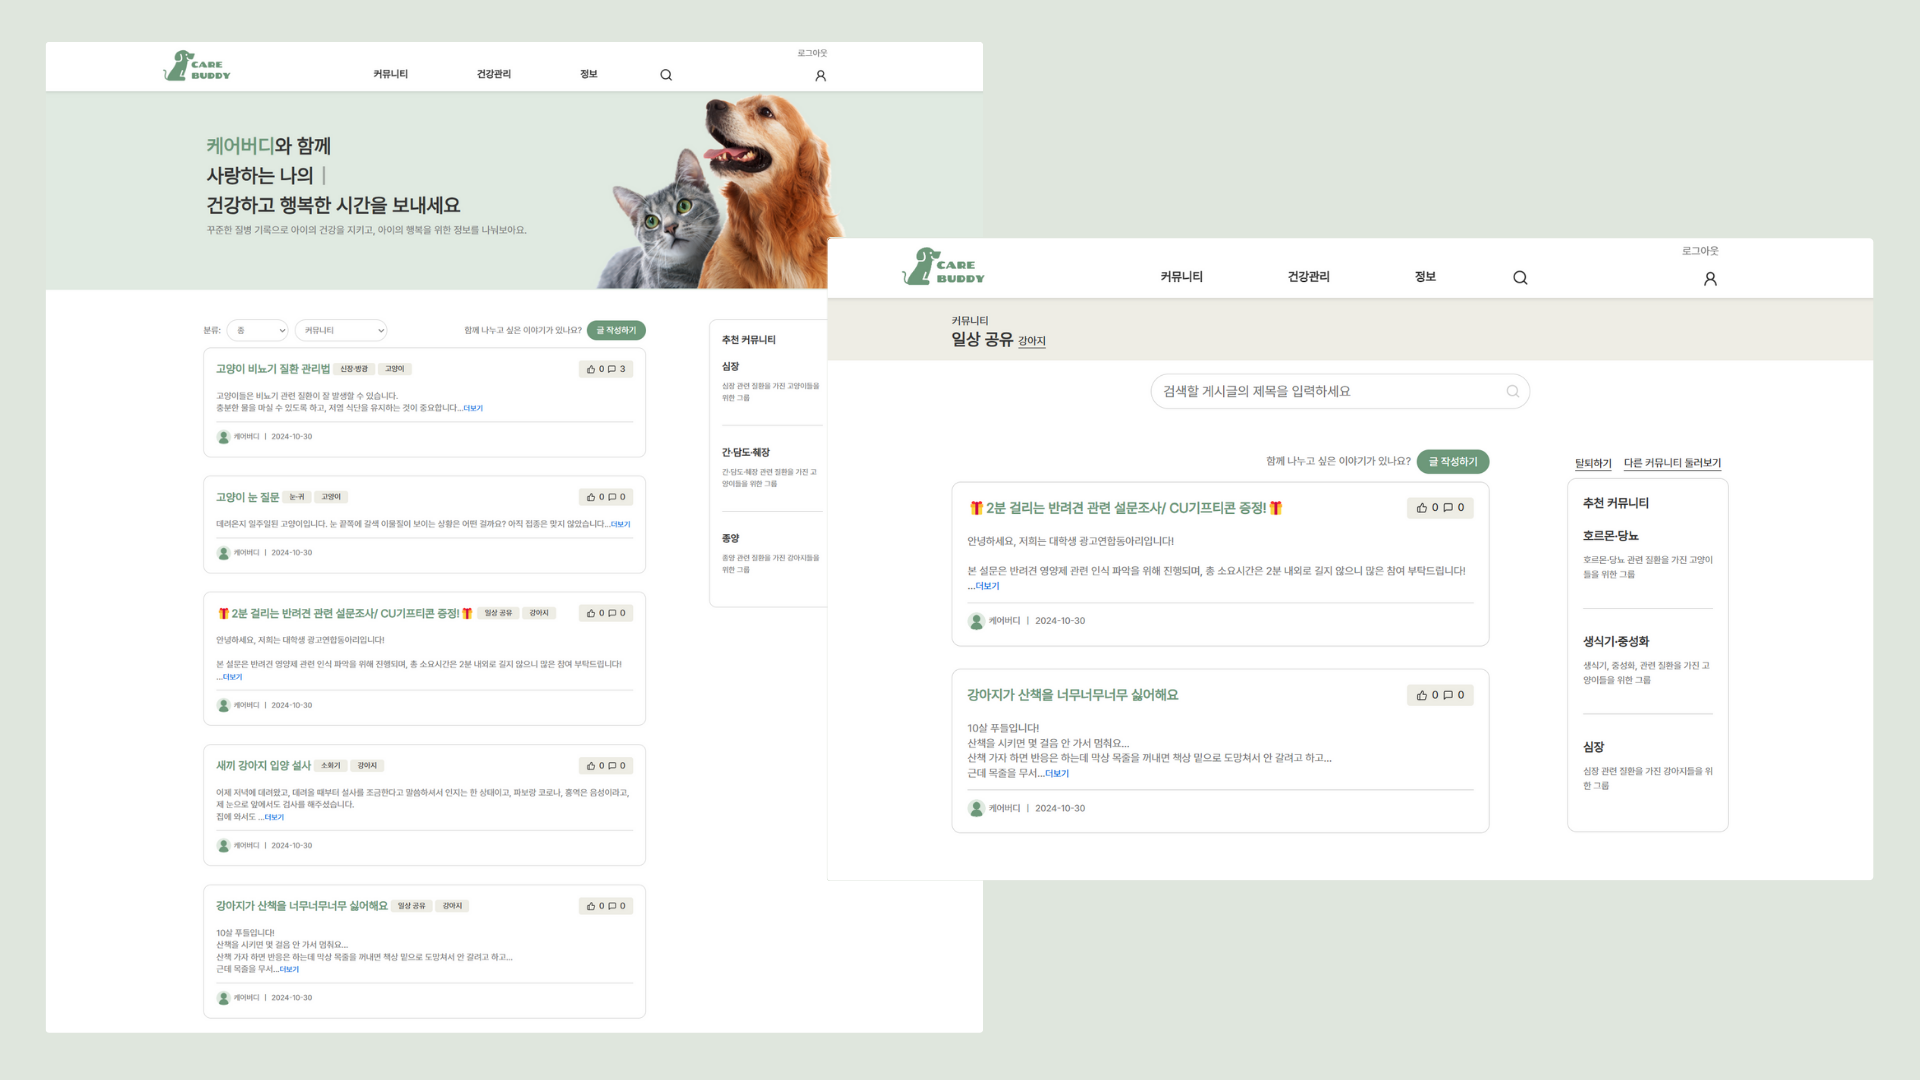 CARE
BUDDY
커뮤니티
건강관리
정보
로그아웃
케어버디와 함께
사랑하는 나의 |
건강하고 행복한 시간을 보내세요
꾸준한 질병 기록으로 아이의 건강을 지키고, 아이의 행복을 위한 정보를 나눠보아요.
분류: 종 커뮤니티 함께 나누고 싶은 이야기가 있나요? 글 작성하기
고양이 비뇨기 질환 관리법 신장·방광 고양이 0 3
고양이들은 비뇨기 관련 질환이 잘 발생할 수 있습니다.
충분한 물을 마실 수 있도록 하고, 저염 식단을 유지하는 것이 중요합니다...더보기
케어버디 | 2024-10-30
고양이 눈 질문 눈·귀 고양이 0 0
데려온지 일주일된 고양이입니다. 눈 끝쪽에 갈색 이물질이 보이는 상황은 어떤 걸까요? 아직 접종은 맞지 않았습니다...더보기
케어버디 | 2024-10-30
🎁2분 걸리는 반려견 관련 설문조사/ CU기프티콘 증정!🎁 일상 공유 강아지 0 0
안녕하세요, 저희는 대학생 광고연합동아리입니다!
본 설문은 반려견 영양제 관련 인식 파악을 위해 진행되며, 총 소요시간은 2분 내외로 길지 않으니 많은 참여 부탁드립니다!
...더보기
케어버디 | 2024-10-30
새끼 강아지 입양 설사 소화기 강아지 0 0
어제 저녁에 데려왔고, 데려올 때부터 설사를 조금한다고 말씀하셔서 인지는 한 상태이고, 파보랑 코로나, 홍역은 음성이라고,
제 눈으로 앞에서도 검사를 해주셨습니다.
집에 와서도 ...더보기
케어버디 | 2024-10-30
강아지가 산책을 너무너무너무 싫어해요 일상 공유 강아지 0 0
10살 푸들입니다!
산책을 시키면 몇 걸음 안 가서 멈춰요...
산책 가자 하면 반응은 하는데 막상 목줄을 꺼내면 책상 밑으로 도망쳐서 안 갈려고 하고...
근데 목줄을 무서...더보기
케어버디 | 2024-10-30
추천 커뮤니티
심장
심장 관련 질환을 가진 고양이들을
위한 그룹
간·담도·췌장
간·담도·췌장 관련 질환을 가진 고
양이들을 위한 그룹
종양
종양 관련 질환을 가진 강아지들을
위한 그룹
CARE
BUDDY
커뮤니티
건강관리
정보
로그아웃
커뮤니티
일상 공유 강아지
검색할 게시글의 제목을 입력하세요
함께 나누고 싶은 이야기가 있나요? 글 작성하기
🎁2분 걸리는 반려견 관련 설문조사/ CU기프티콘 증정!🎁 0 0
안녕하세요, 저희는 대학생 광고연합동아리입니다!
본 설문은 반려견 영양제 관련 인식 파악을 위해 진행되며, 총 소요시간은 2분 내외로 길지 않으니 많은 참여 부탁드립니다!
...더보기
케어버디 | 2024-10-30
강아지가 산책을 너무너무너무 싫어해요 0 0
10살 푸들입니다!
산책을 시키면 몇 걸음 안 가서 멈춰요...
산책 가자 하면 반응은 하는데 막상 목줄을 꺼내면 책상 밑으로 도망쳐서 안 갈려고 하고...
근데 목줄을 무서...더보기
케어버디 | 2024-10-30
탈퇴하기 다른 커뮤니티 둘러보기
추천 커뮤니티
호르몬·당뇨
호르몬·당뇨 관련 질환을 가진 고양이
들을 위한 그룹
생식기·중성화
생식기, 중성화, 관련 질환을 가진 고
양이들을 위한 그룹
심장
심장 관련 질환을 가진 강아지들을 위
한 그룹